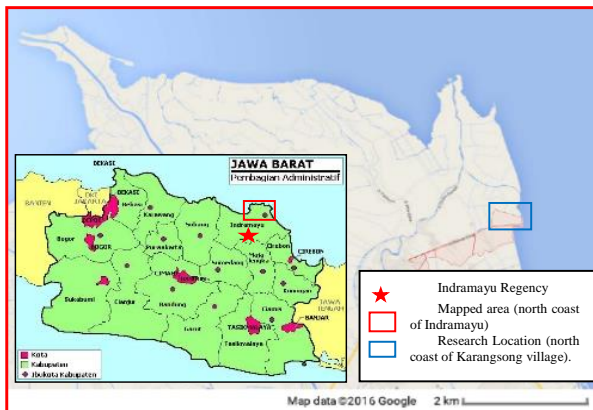 JAWA BARAT
Pembagian Administratif
BEKASI
DKI
JAKARTA
BANTEN
BEKASI
Bekasi
Karawang
Subang
Indramayu
Bogor
BOGOR
Purwakarta
Cirebon
CIREBON
Sumedang
Kuningan
Sukabumi
Cianjur
Bandung
Garut
Ciamis
TASIKMALAYA
Tasikmalaya
BANJAR
JAWA
TENGAH
Kota
Kabupaten
Ibukota Kabupaten
Indramayu Regency
Mapped area (north coast
of Indramayu)
Research Location (north
coast of Karangsong village).
Map data ©2016 Google
2 km